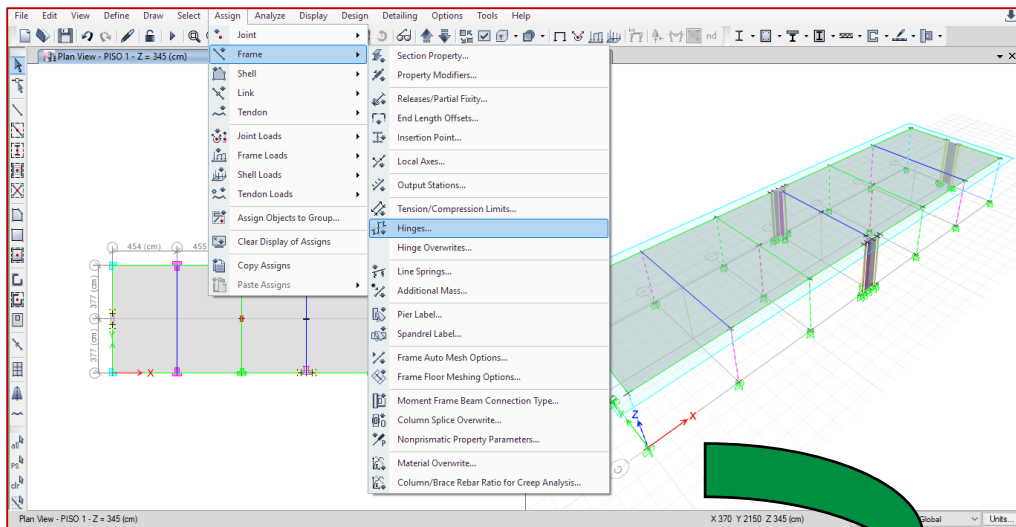 File Edit View Define Draw Select Assign Analyze Display Design Detailing Options Tools Help
nd
Plan View - PISO 1 - Z = 345 (cm)
Joint
Frame
Shell
Link
Tendon
Joint Loads
Frame Loads
Shell Loads
Tendon Loads
Assign Objects to Group...
Clear Display of Assigns
Copy Assigns
Paste Assigns
Section Property...
Property Modifiers...
Releases/Partial Fixity...
End Length Offsets...
Insertion Point...
Local Axes...
Output Stations...
Tension/Compression Limits...
Hinges...
Hinge Overwrites...
Line Springs...
Additional Mass...
Pier Label...
Spandrel Label...
Frame Auto Mesh Options...
Frame Floor Meshing Options...
Moment Frame Beam Connection Type...
Column Splice Overwrite...
Nonprismatic Property Parameters...
Material Overwrite...
Column/Brace Rebar Ratio for Creep Analysis...
454 (cm) 455
377 (cm)
377 (cm)
X
Z
X
all
ps
dr
Plan View - PISO 1 - Z = 345 (cm) X 370 Y 2150 Z 345 (cm) Global Units...